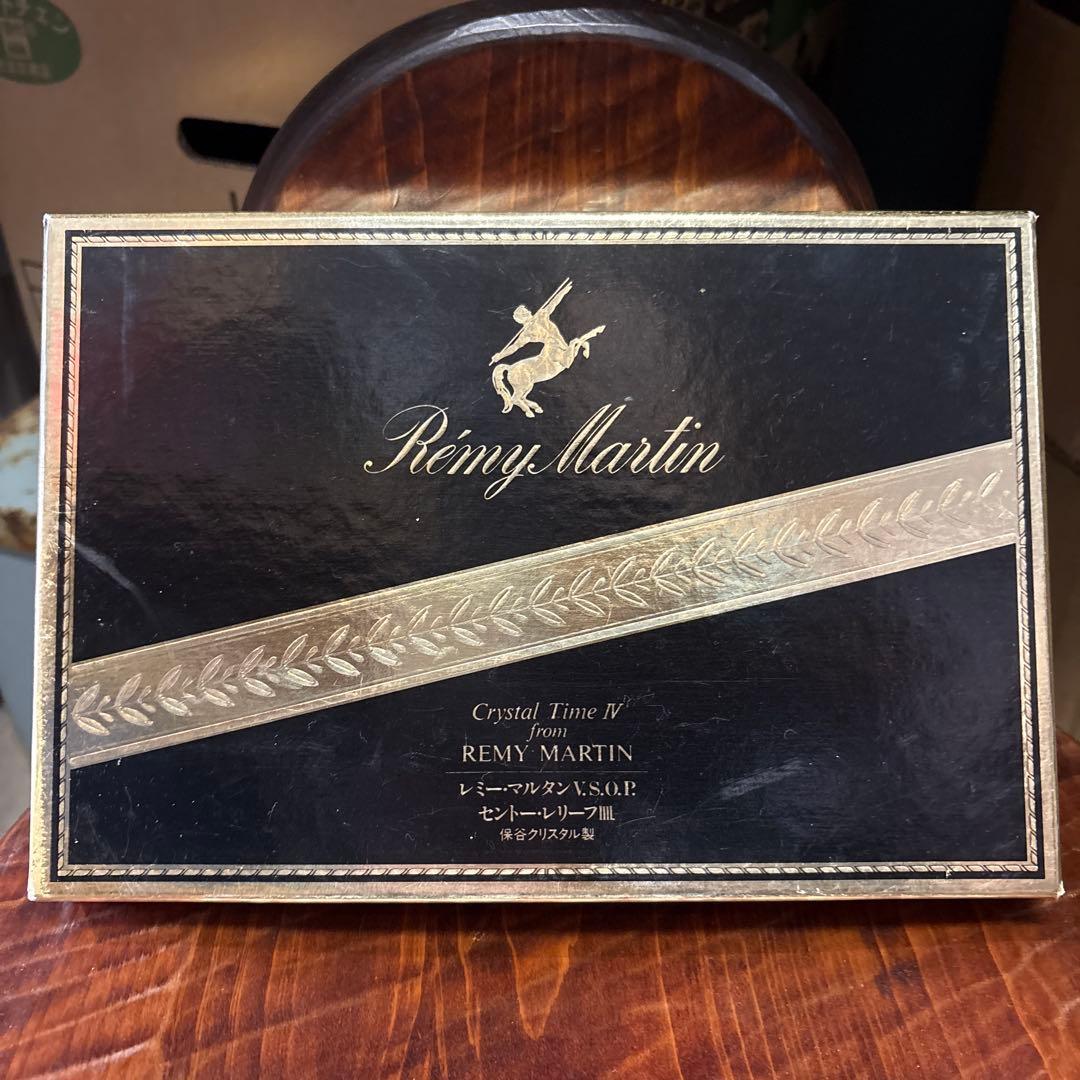 Rémy Martin
Crystal Time IV
from
REMY MARTIN
レミー・マルタンV.S.O.P.
セントー・レリーフ皿
保谷クリスタル製